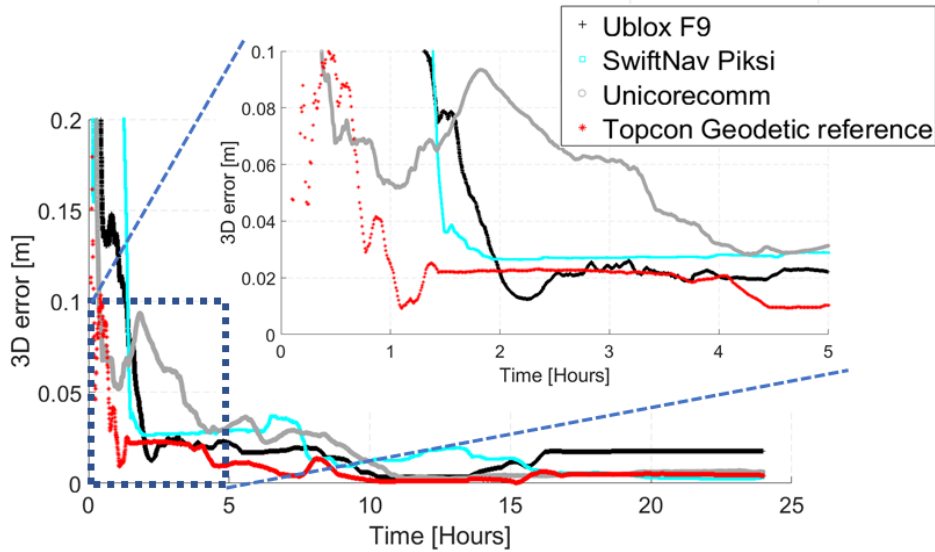 Ublox F9
SwiftNav Piksi
Unicorecomm
Topcon Geodetic reference
0.1
0.08
0.06
0.04
0.02
0
3D error [m]
0 1 2 3 4 5
Time [Hours]
0.2
0.15
0.1
0.05
0
3D error [m]
0 5 10 15 20 25
Time [Hours]